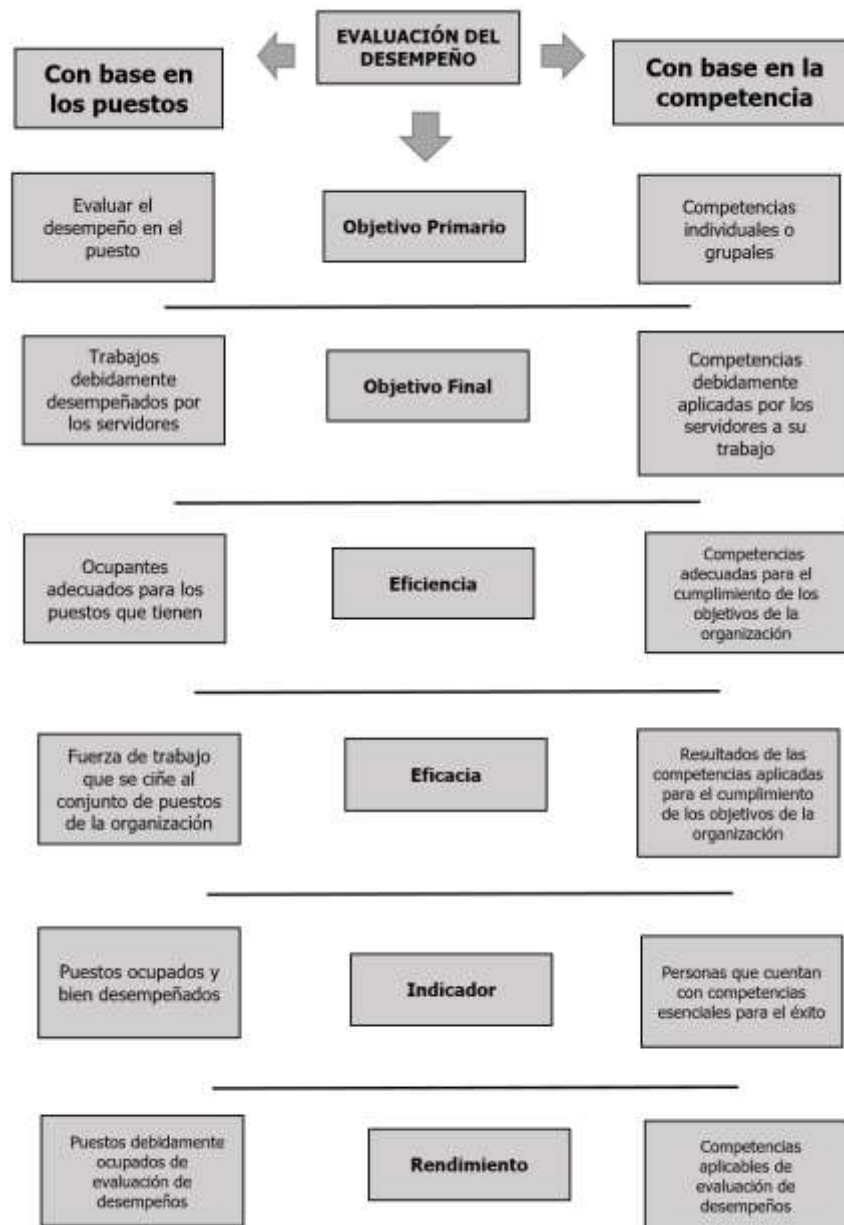 EVALUACIÓN DEL
DESEMPEÑO
Con base en
los puestos
Con base en la
competencia
Evaluar el
desempeño en el
puesto
Objetivo Primario
Competencias
individuales o
grupales
Trabajos
debidamente
desempeñados por
los servidores
Objetivo Final
Competencias
debidamente
aplicadas por los
servidores a su
trabajo
Ocupantes
adecuados para los
puestos que tienen
Eficiencia
Competencias
adecuadas para el
cumplimiento de los
objetivos de la
organización
Fuerza de trabajo
que se ciñe al
conjunto de puestos
de la organización
Eficacia
Resultados de las
competencias aplicadas
para el cumplimiento
de los objetivos de la
organización
Puestos ocupados y
bien desempeñados
Indicador
Personas que cuentan
con competencias
esenciales para el éxito
Puestos debidamente
ocupados de
evaluación de
desempeños
Rendimiento
Competencias
aplicables de
evaluación de
desempeños